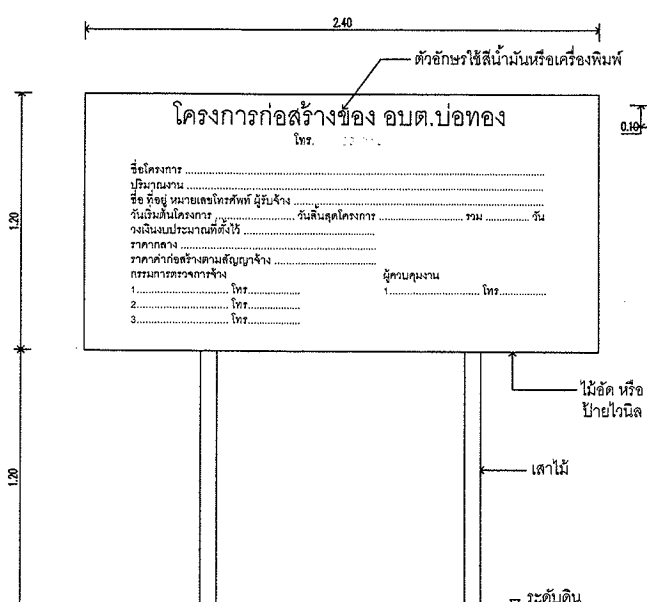 2.40
ตัวอักษรใช้สีน้ำมันหรือเครื่องพิมพ์
โครงการก่อสร้างของ อบต.บ่อทอง
โทร.
0.10
ชื่อโครงการ ........................................
ปริมาณงาน ........................................
ชื่อ ที่อยู่ หมายเลขโทรศัพท์ ผู้รับจ้าง ........................................
วันเริ่มต้นโครงการ .................... วันสิ้นสุดโครงการ .................... รวม ............ วัน
วงเงินงบประมาณที่ตั้งไว้ ..............................
ราคากลาง ..............................
ราคาค่าก่อสร้างตามสัญญาจ้าง ..............................
กรรมการตรวจการจ้าง ผู้ควบคุมงาน
1.................... โทร............... 1.................... โทร...............
2.................... โทร...............
3.................... โทร...............
1.20
ไม้อัด หรือ
ป้ายไวนิล
เสาไม้
1.20
ระดับดิน